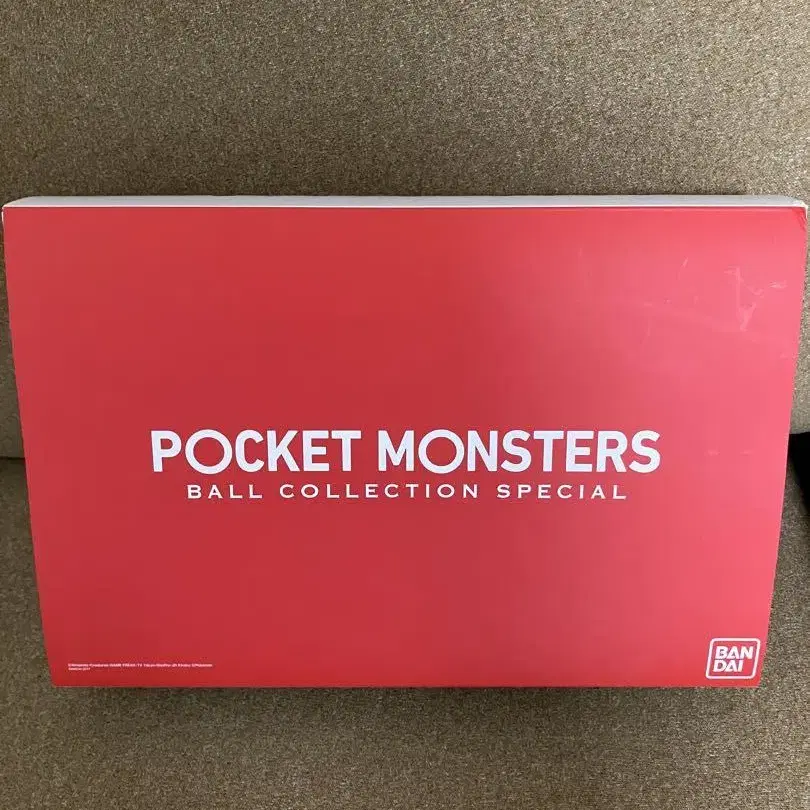 POCKET MONSTERS
BALL COLLECTION SPECIAL
BAN
DAI